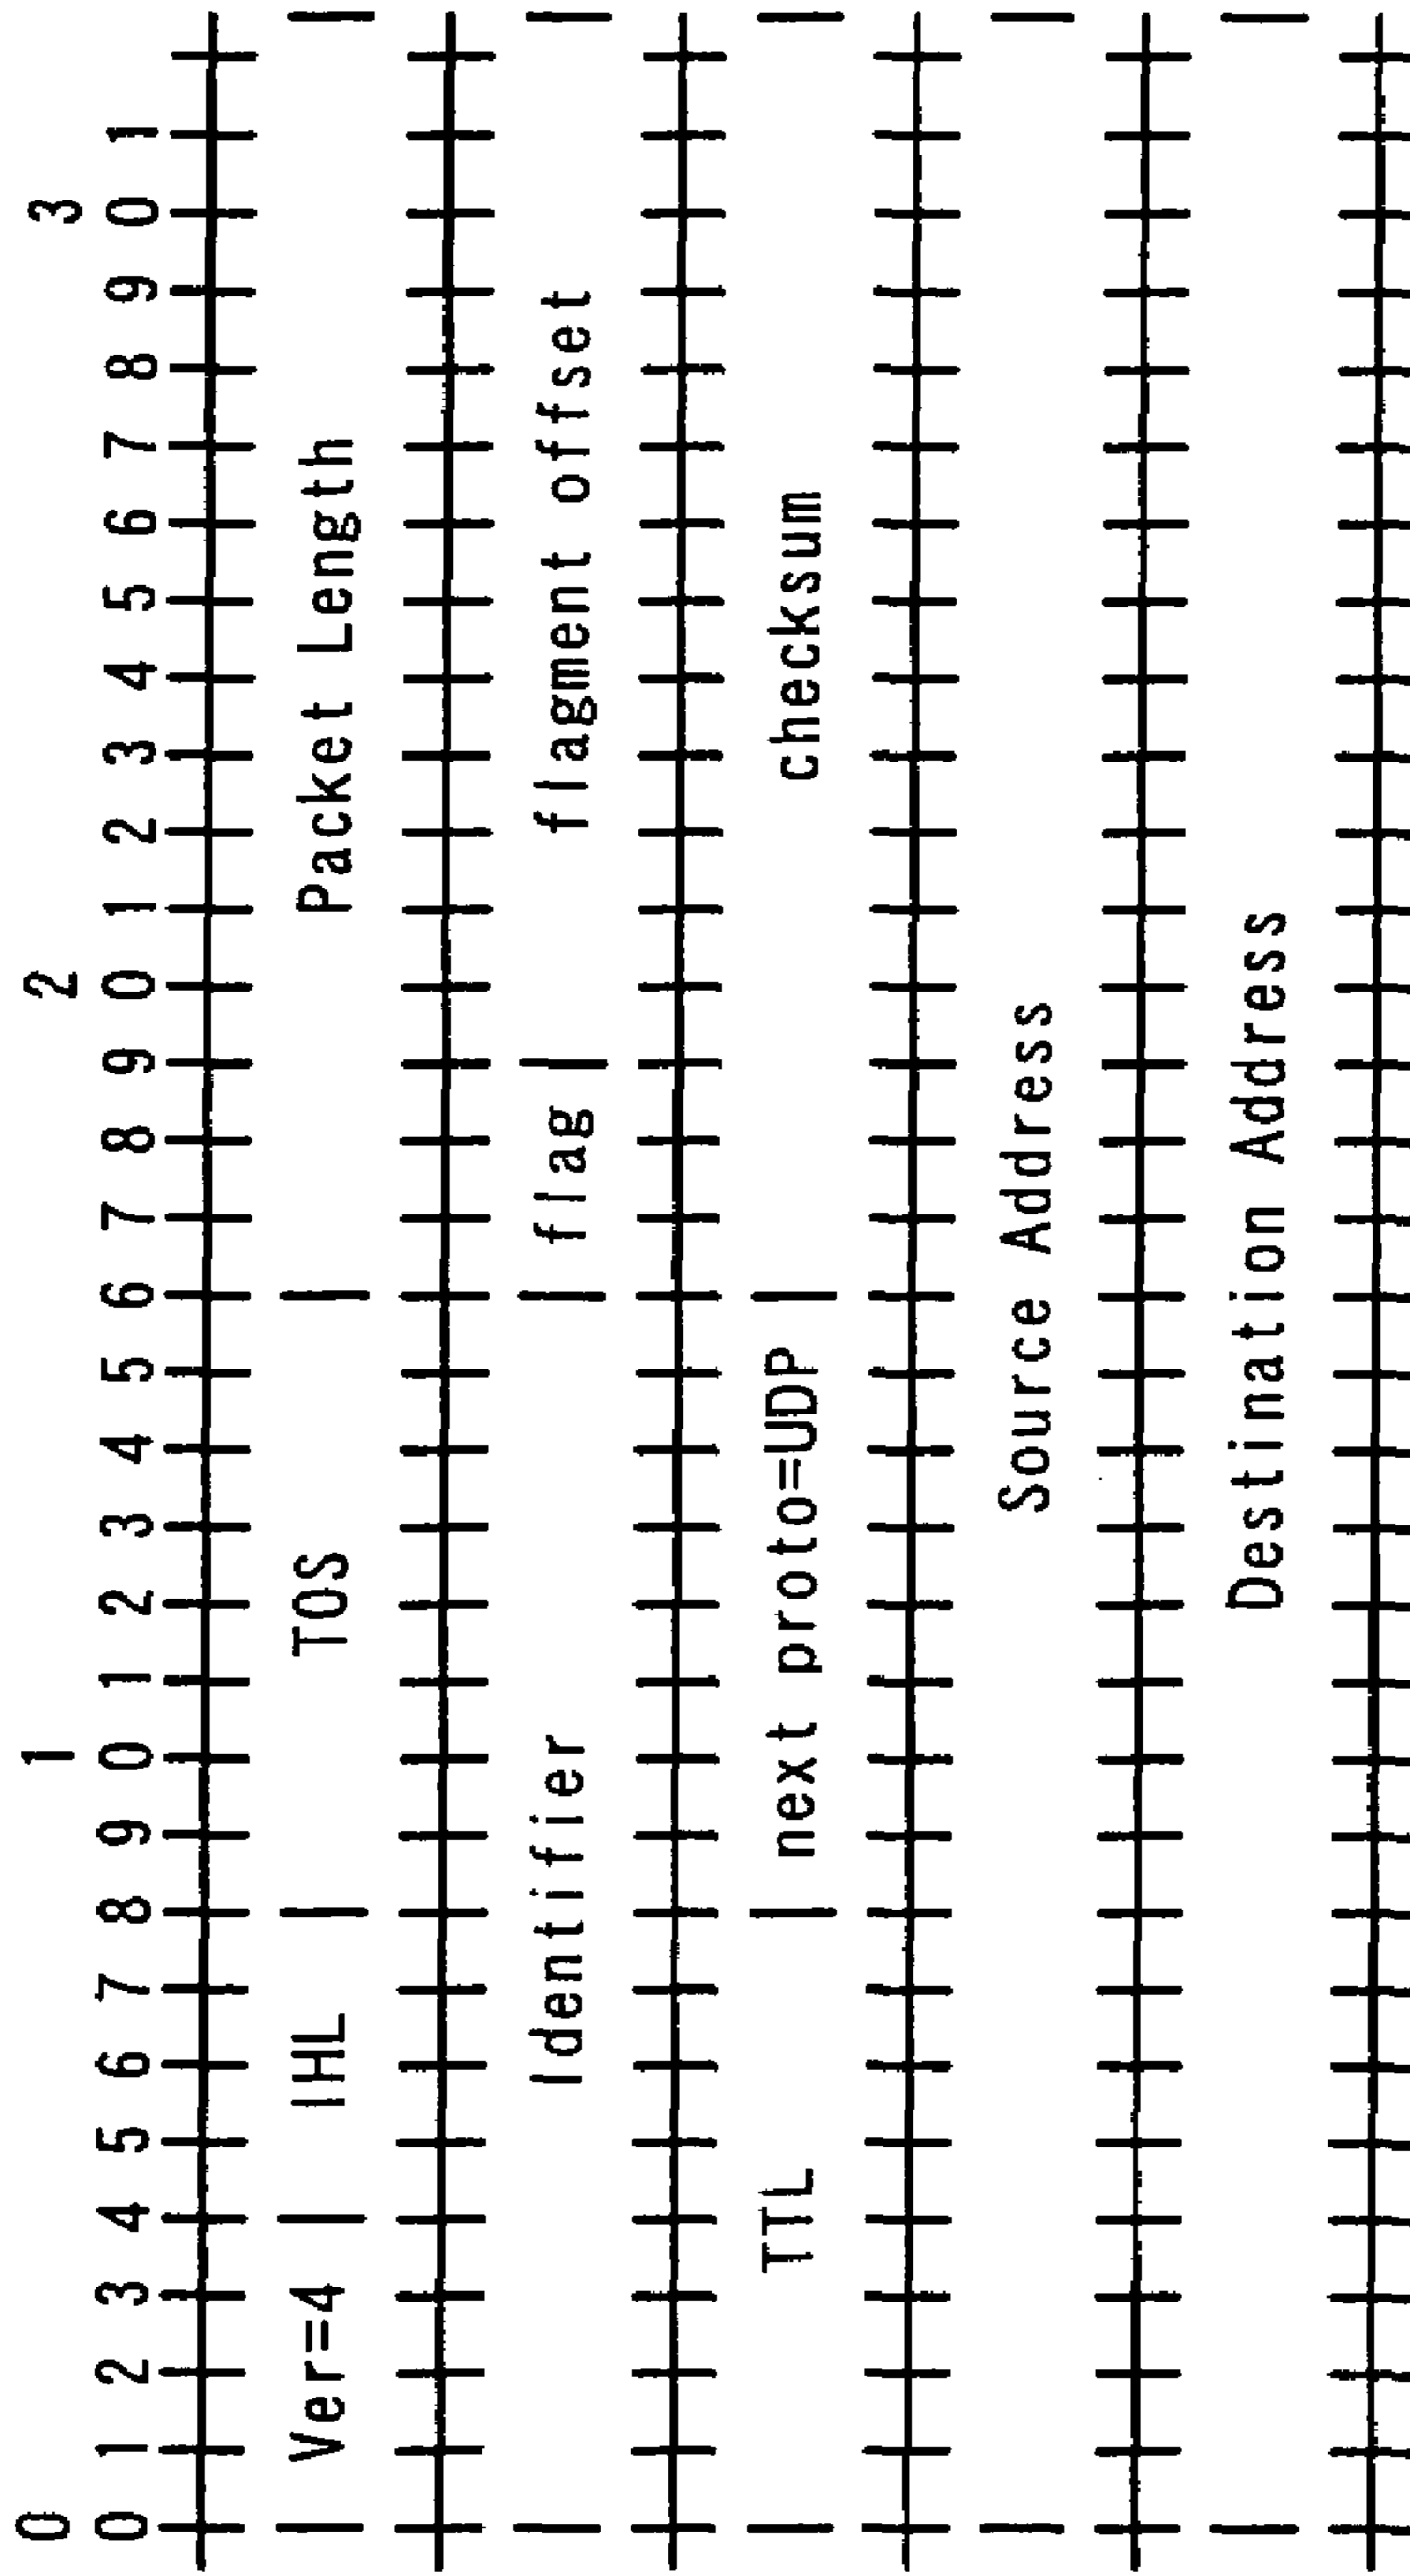 0 1 2 3
0 1 2 3 4 5 6 7 8 9 0 1 2 3 4 5 6 7 8 9 0 1 2 3 4 5 6 7 8 9 0 1
Ver=4 | IHL | TOS | Packet Length
Identifier | flag | flagment offset
TTL | next proto=UDP | checksum
Source Address
Destination Address